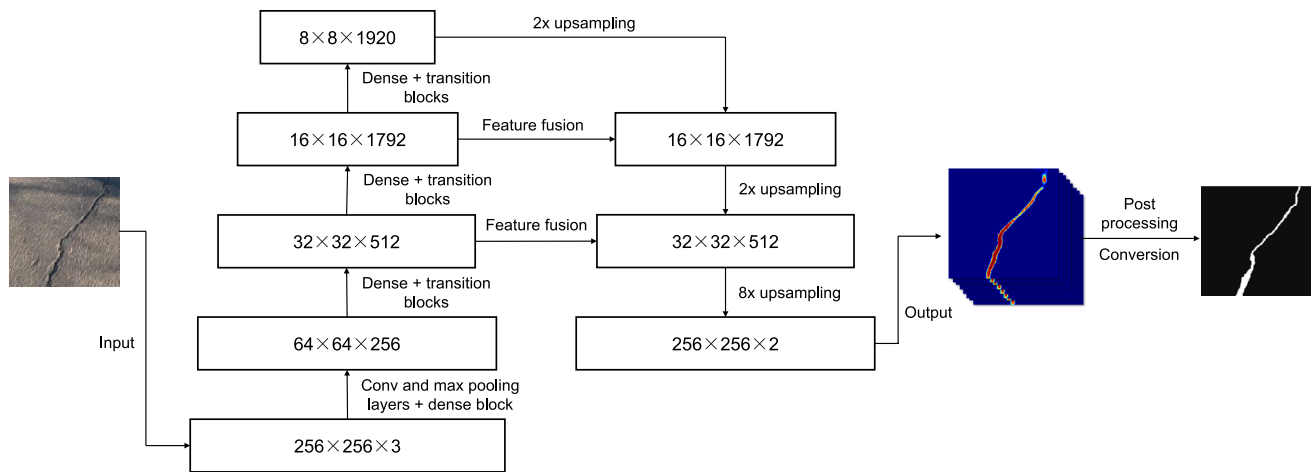 8×8×1920
2x upsampling
Dense + transition
blocks
16×16×1792
Feature fusion
16×16×1792
Dense + transition
blocks
2x upsampling
32×32×512
Feature fusion
32×32×512
Post
processing
Conversion
Dense + transition
blocks
8x upsampling
Output
Input
64×64×256
256×256×2
Conv and max pooling
layers + dense block
256×256×3